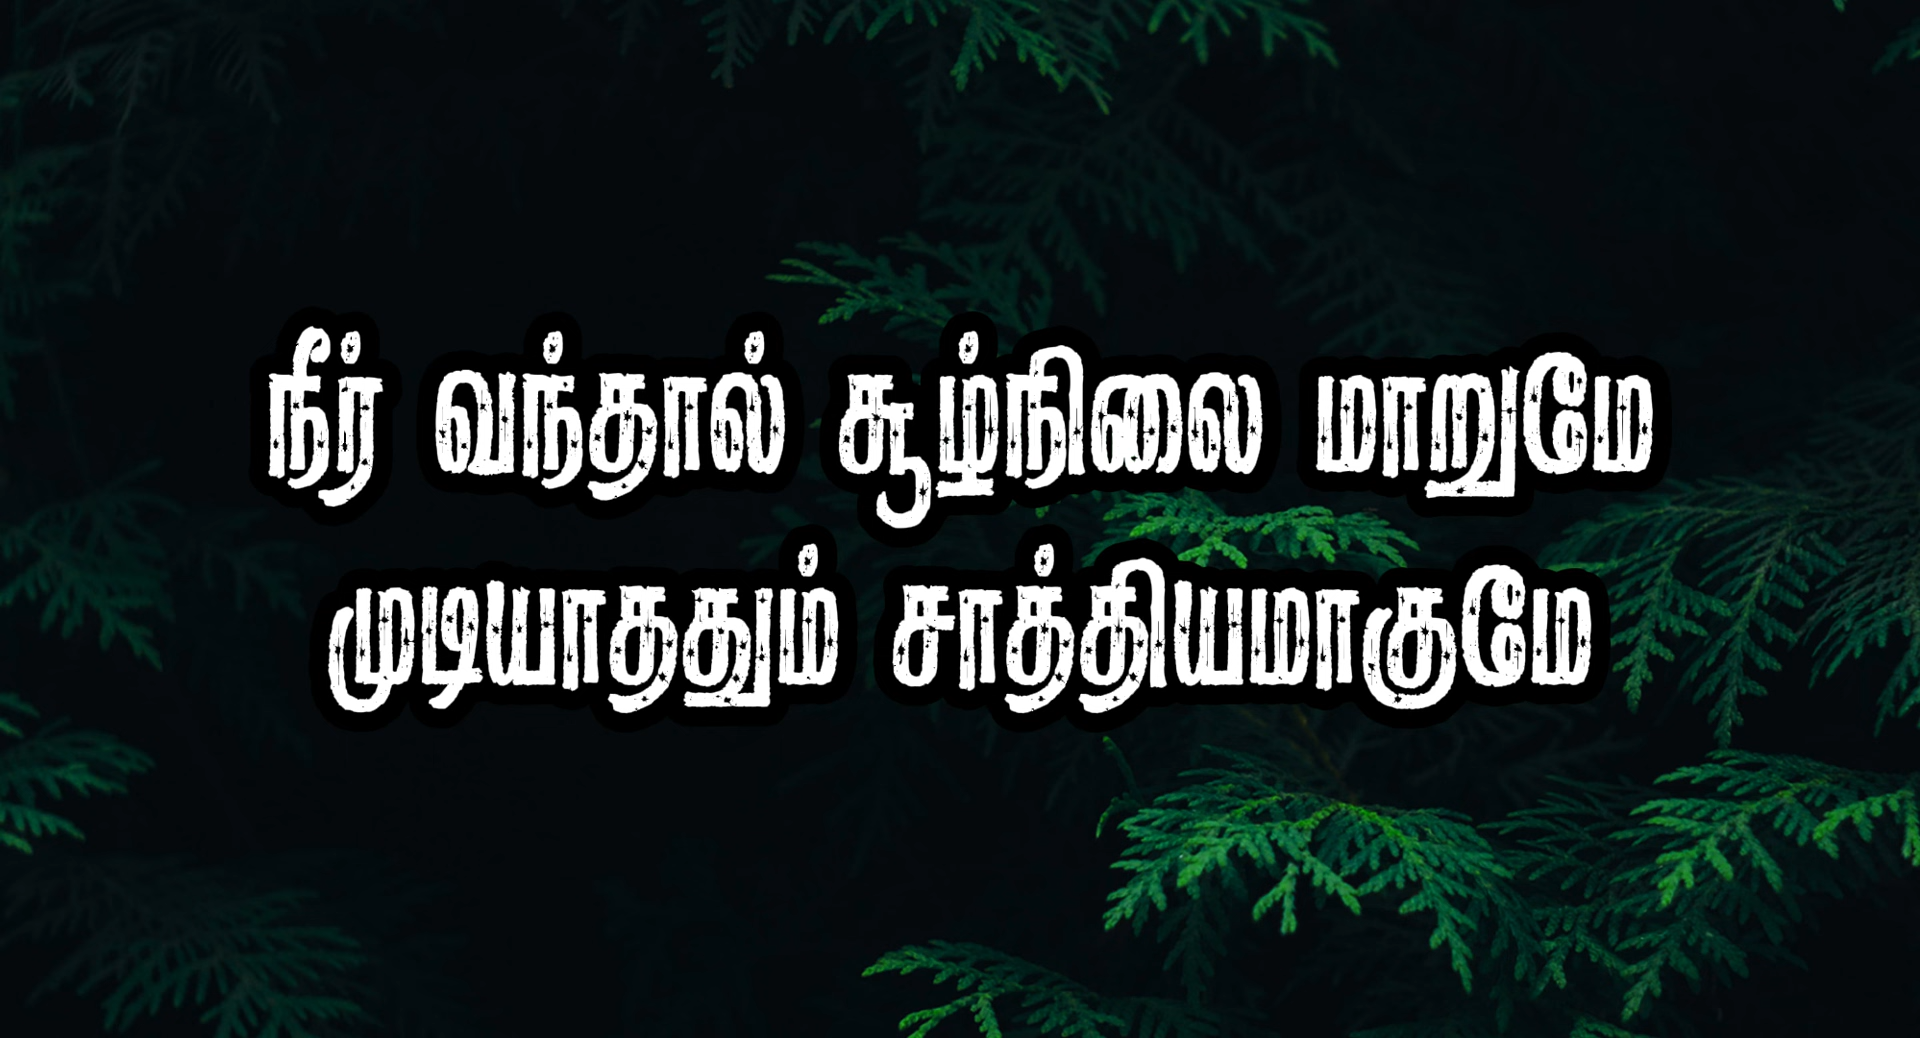 நீர் வந்தால் சூழ்நிலை மாறுமே
முடியாததும் சாத்தியமாகுமே